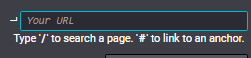 Your URL
Type '/' to search a page. '#' to link to an anchor.